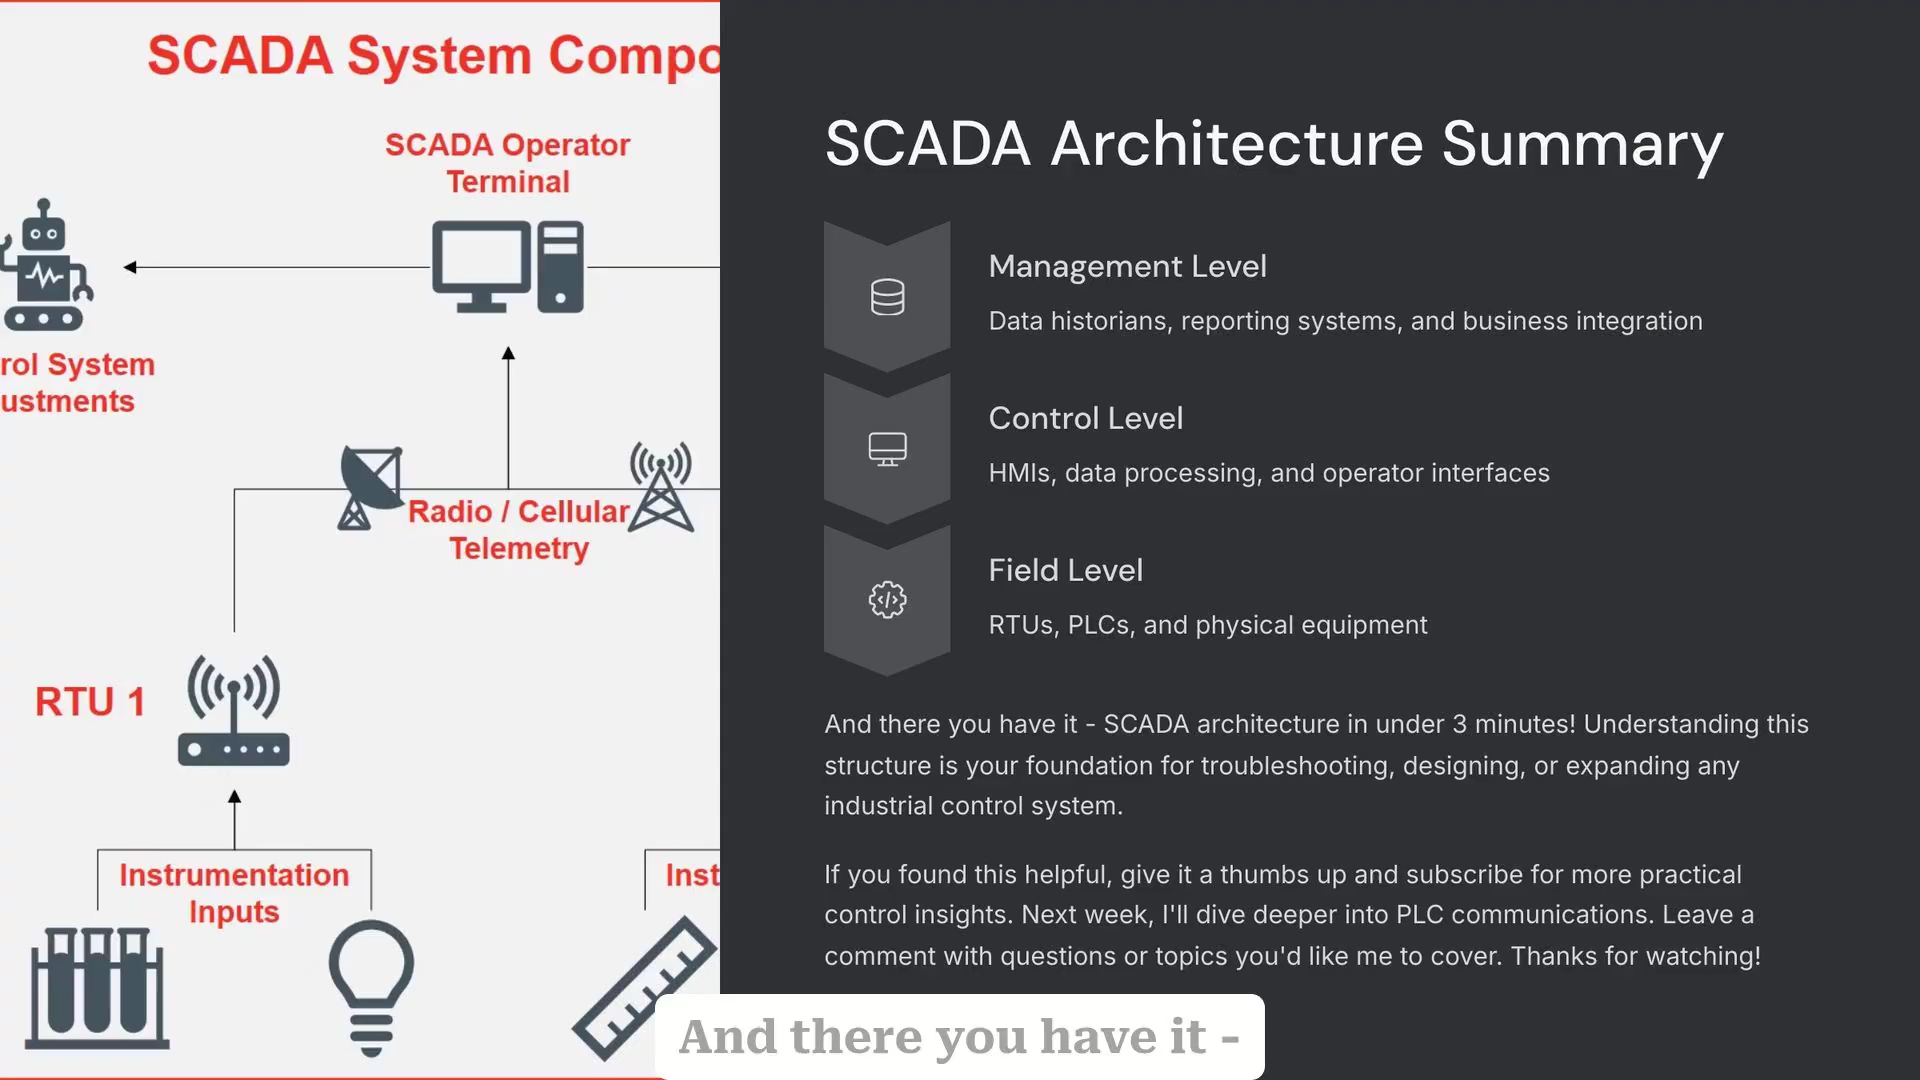 SCADA System Compo
SCADA Operator
Terminal
rol System
ustments
Radio / Cellular
Telemetry
RTU 1
Instrumentation
Inputs
Inst
SCADA Architecture Summary
Management Level
Data historians, reporting systems, and business integration
Control Level
HMIs, data processing, and operator interfaces
Field Level
RTUs, PLCs, and physical equipment
And there you have it - SCADA architecture in under 3 minutes! Understanding this
structure is your foundation for troubleshooting, designing, or expanding any
industrial control system.
If you found this helpful, give it a thumbs up and subscribe for more practical
control insights. Next week, I'll dive deeper into PLC communications. Leave a
comment with questions or topics you'd like me to cover. Thanks for watching!
And there you have it -